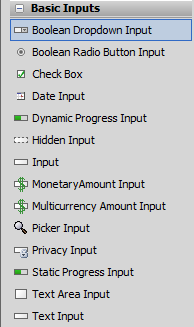 Basic Inputs
Boolean Dropdown Input
Boolean Radio Button Input
Check Box
Date Input
Dynamic Progress Input
Hidden Input
Input
MonetaryAmount Input
Multicurrency Amount Input
Picker Input
Privacy Input
Static Progress Input
Text Area Input
Text Input